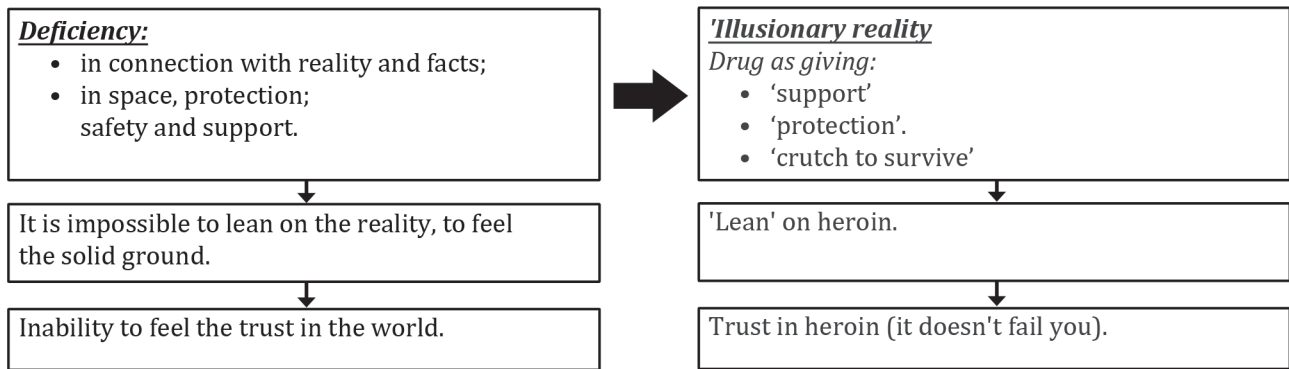 Deficiency:
• in connection with reality and facts;
• in space, protection;
safety and support.
It is impossible to lean on the reality, to feel
the solid ground.
Inability to feel the trust in the world.
'Illusionary reality
Drug as giving:
• ‘support’
• ‘protection’.
• ‘crutch to survive’
'Lean' on heroin.
Trust in heroin (it doesn't fail you).